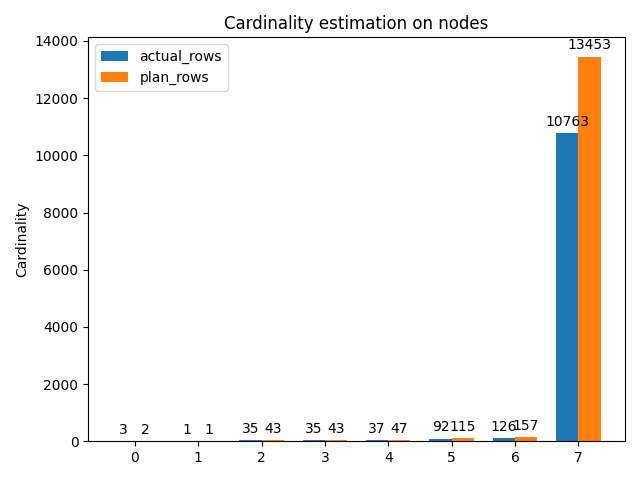 Cardinality estimation on nodes
actual_rows
plan_rows
Cardinality
14000
12000
10000
8000
6000
4000
2000
0
3 2 1 1 35 43 35 43 37 47 92 115 126 157 10763 13453
0 1 2 3 4 5 6 7